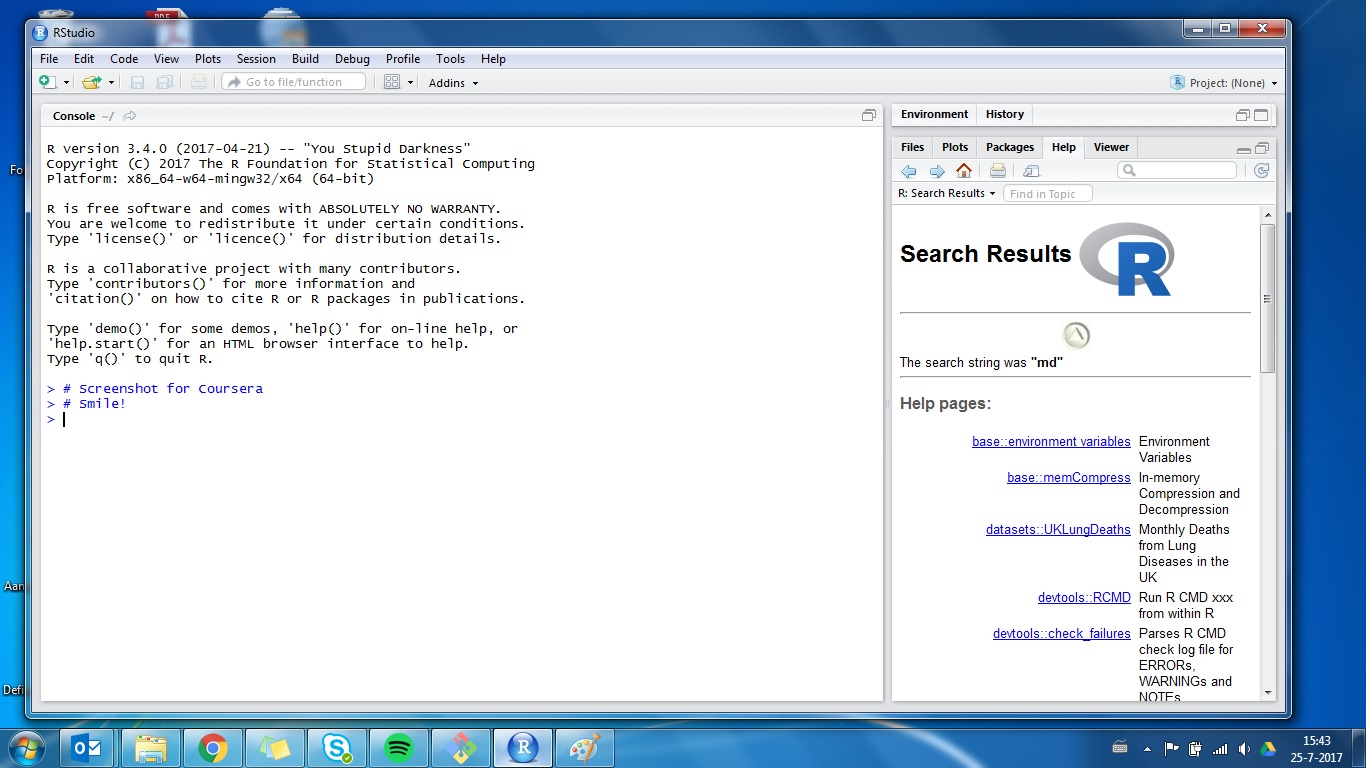 RStudio
File Edit Code View Plots Session Build Debug Profile Tools Help
Go to file/function Addins Project: (None)
Console ~/
R version 3.4.0 (2017-04-21) -- "You Stupid Darkness"
Copyright (C) 2017 The R Foundation for Statistical Computing
Platform: x86_64-w64-mingw32/x64 (64-bit)
R is free software and comes with ABSOLUTELY NO WARRANTY.
You are welcome to redistribute it under certain conditions.
Type 'license()' or 'licence()' for distribution details.
R is a collaborative project with many contributors.
Type 'contributors()' for more information and
'citation()' on how to cite R or R packages in publications.
Type 'demo()' for some demos, 'help()' for on-line help, or
'help.start()' for an HTML browser interface to help.
Type 'q()' to quit R.
> # Screenshot for Coursera
> # Smile!
>
Environment History
Files Plots Packages Help Viewer
R: Search Results Find in Topic
Search Results R
The search string was "md"
Help pages:
base::environment variables Environment
Variables
base::memCompress In-memory
Compression and
Decompression
datasets::UKLungDeaths Monthly Deaths
from Lung
Diseases in the
UK
devtools::RCMD Run R CMD xxx
from within R
devtools::check_failures Parses R CMD
check log file for
ERRORs,
WARNINGs and
NOTEs
Fo
Aan
Defi
15:43
25-7-2017